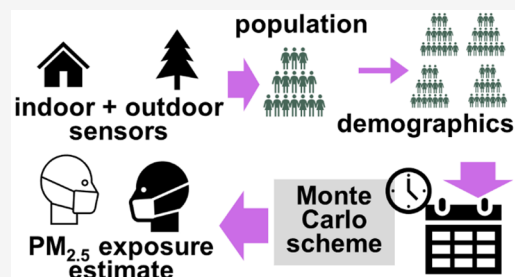 population
indoor + outdoor
sensors
demographics
Monte
Carlo
scheme
PM2.5 exposure
estimate